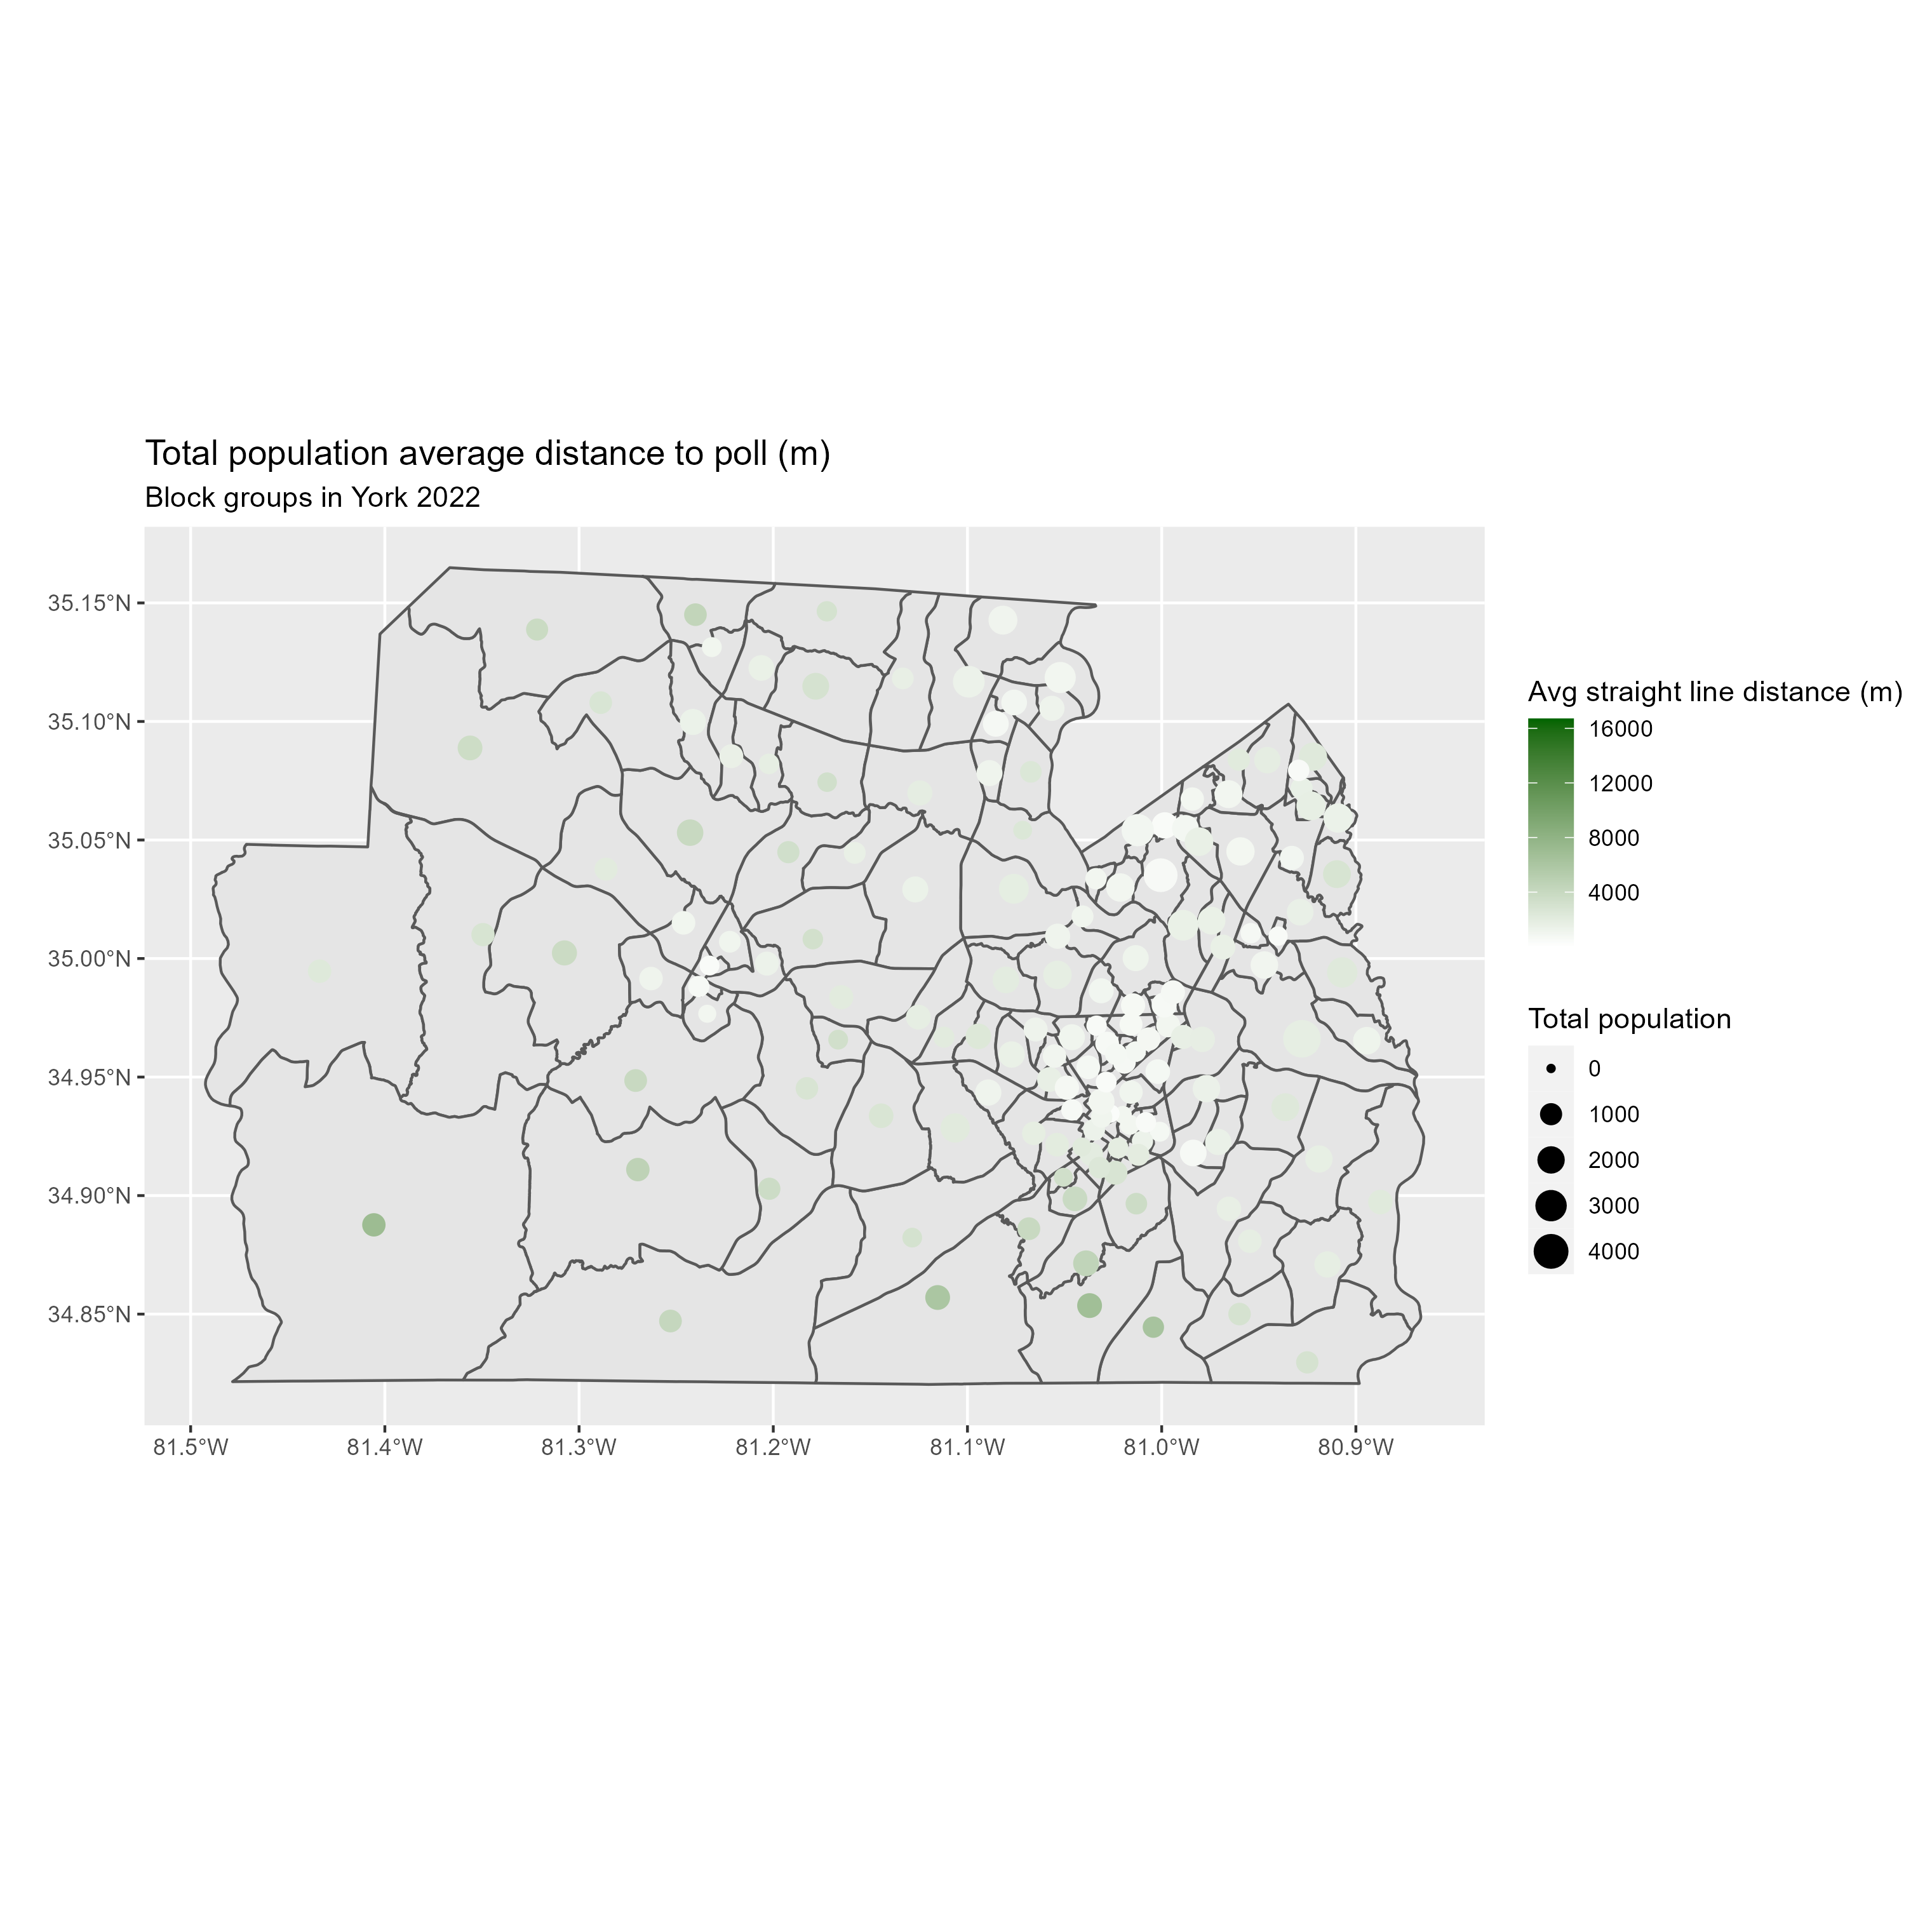 Total population average distance to poll (m)
Block groups in York 2022
35.15°N
35.10°N
35.05°N
35.00°N
34.95°N
34.90°N
34.85°N
81.5°W
81.4°W
81.3°W
81.2°W
81.1°W
81.0°W
80.9°W
Avg straight line distance (m)
16000
12000
8000
4000
Total population
0
1000
2000
3000
4000